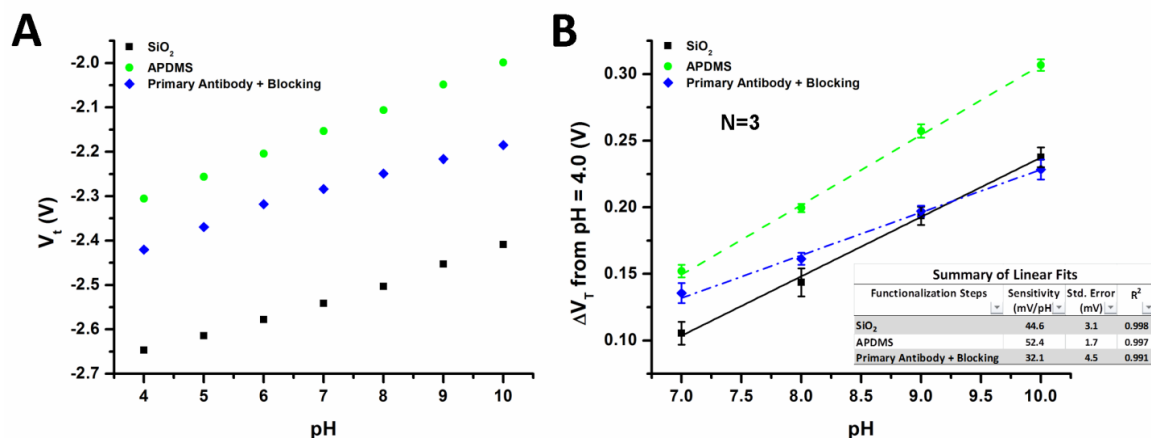 A
SiO2
APDMS
Primary Antibody + Blocking
-2.0
-2.1
-2.2
-2.3
-2.4
-2.5
-2.6
-2.7
Vt (V)
4 5 6 7 8 9 10
pH
B
SiO2
APDMS
Primary Antibody + Blocking
N=3
0.30
0.25
0.20
0.15
0.10
ΔVT from pH = 4.0 (V)
Summary of Linear Fits
Functionalization Steps Sensitivity (mV/pH) Std. Error (mV) R2
SiO2 44.6 3.1 0.998
APDMS 52.4 1.7 0.997
Primary Antibody + Blocking 32.1 4.5 0.991
7.0 7.5 8.0 8.5 9.0 9.5 10.0
pH